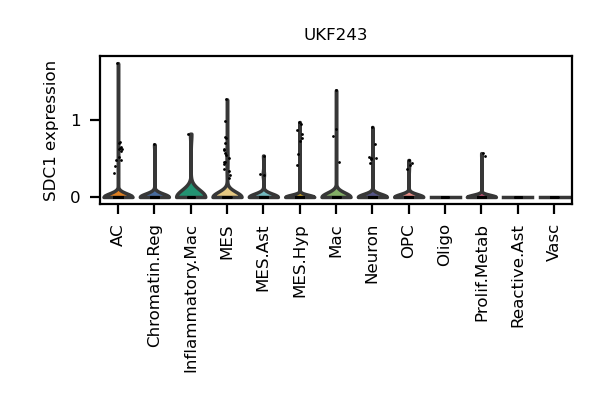 UKF243
SDC1 expression
1
0
AC
Chromatin.Reg
Inflammatory.Mac
MES
MES.Ast
MES.Hyp
Mac
Neuron
OPC
Oligo
Prolif.Metab
Reactive.Ast
Vasc